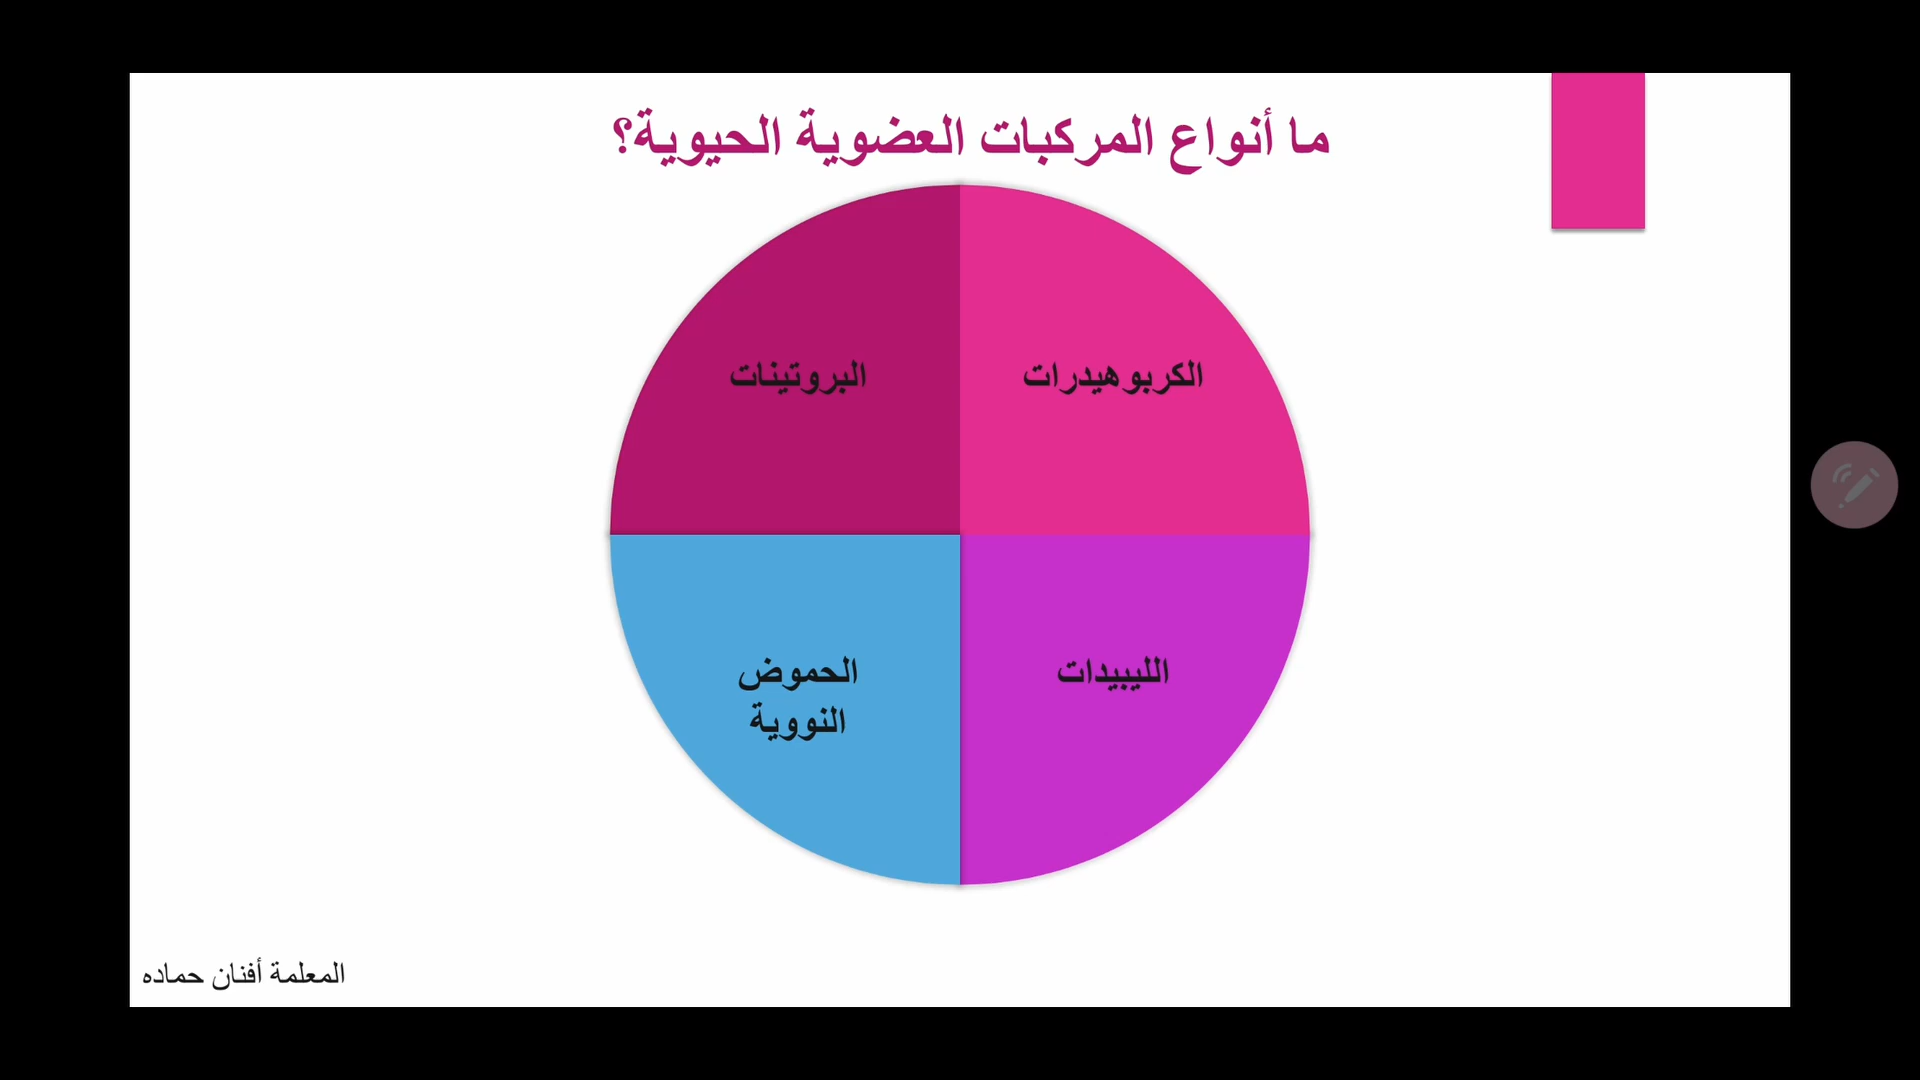 ما أنواع المركبات العضوية الحيوية؟
الكربوهيدرات
البروتينات
الليبيدات
الحموض
النووية
المعلمة أفنان حماده